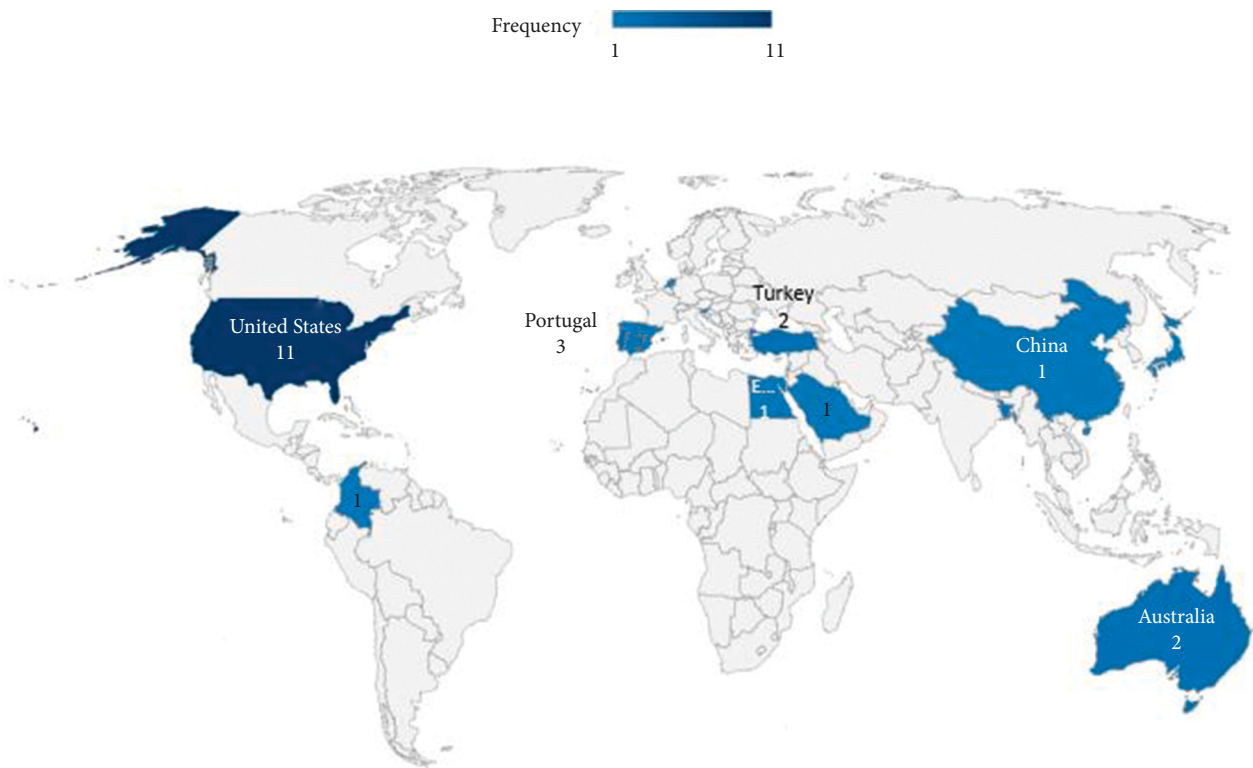 Frequency
1
11
Turkey
2
Portugal
3
United States
11
China
1
E...
1
1
1
Australia
2